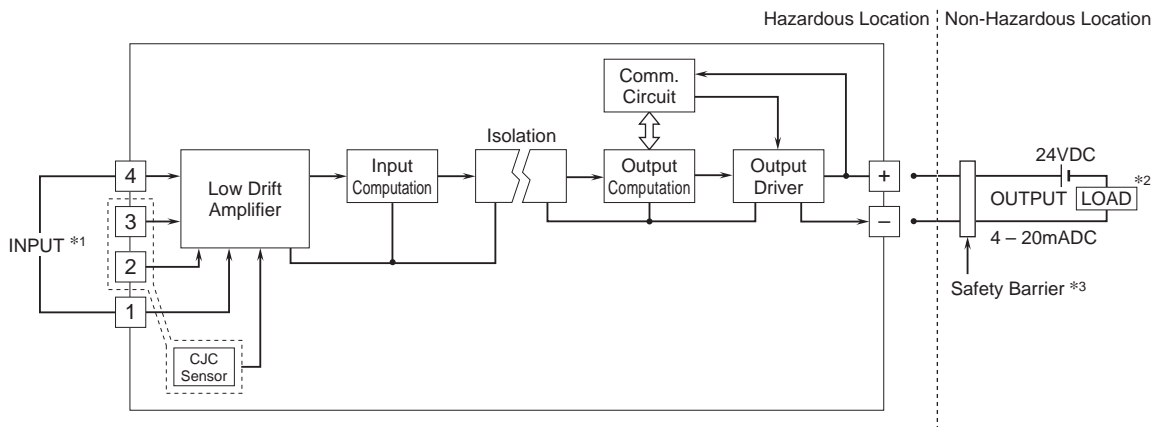 Hazardous Location
Non-Hazardous Location
Comm.
Circuit
Isolation
4
3
2
1
INPUT *1
Low Drift
Amplifier
Input
Computation
Output
Computation
Output
Driver
+
–
24VDC
OUTPUT
LOAD
*2
4 – 20mADC
Safety Barrier *3
CJC
Sensor